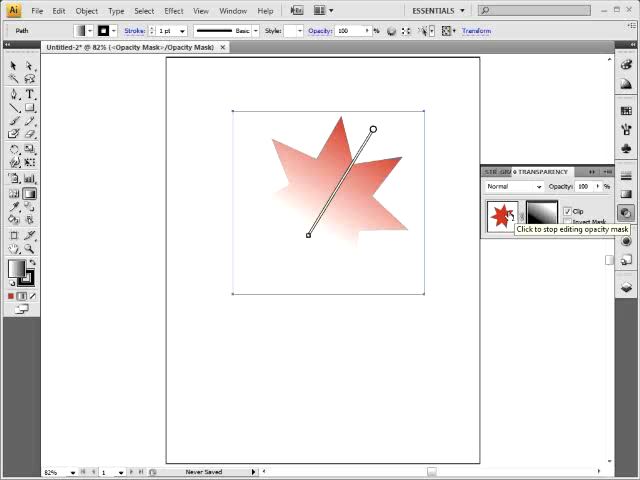 Ai File Edit Object Type Select Effect View Window Help Br ESSENTIALS
Path Stroke: 1 pt Basic Style: Opacity: 100 % Transform
Untitled-2* @ 82% (<Opacity Mask>/Opacity Mask) ×
TRANSPARENCY
Normal Opacity: 100 %
Clip
Invert Mask
Click to stop editing opacity mask
82% 1 Never Saved